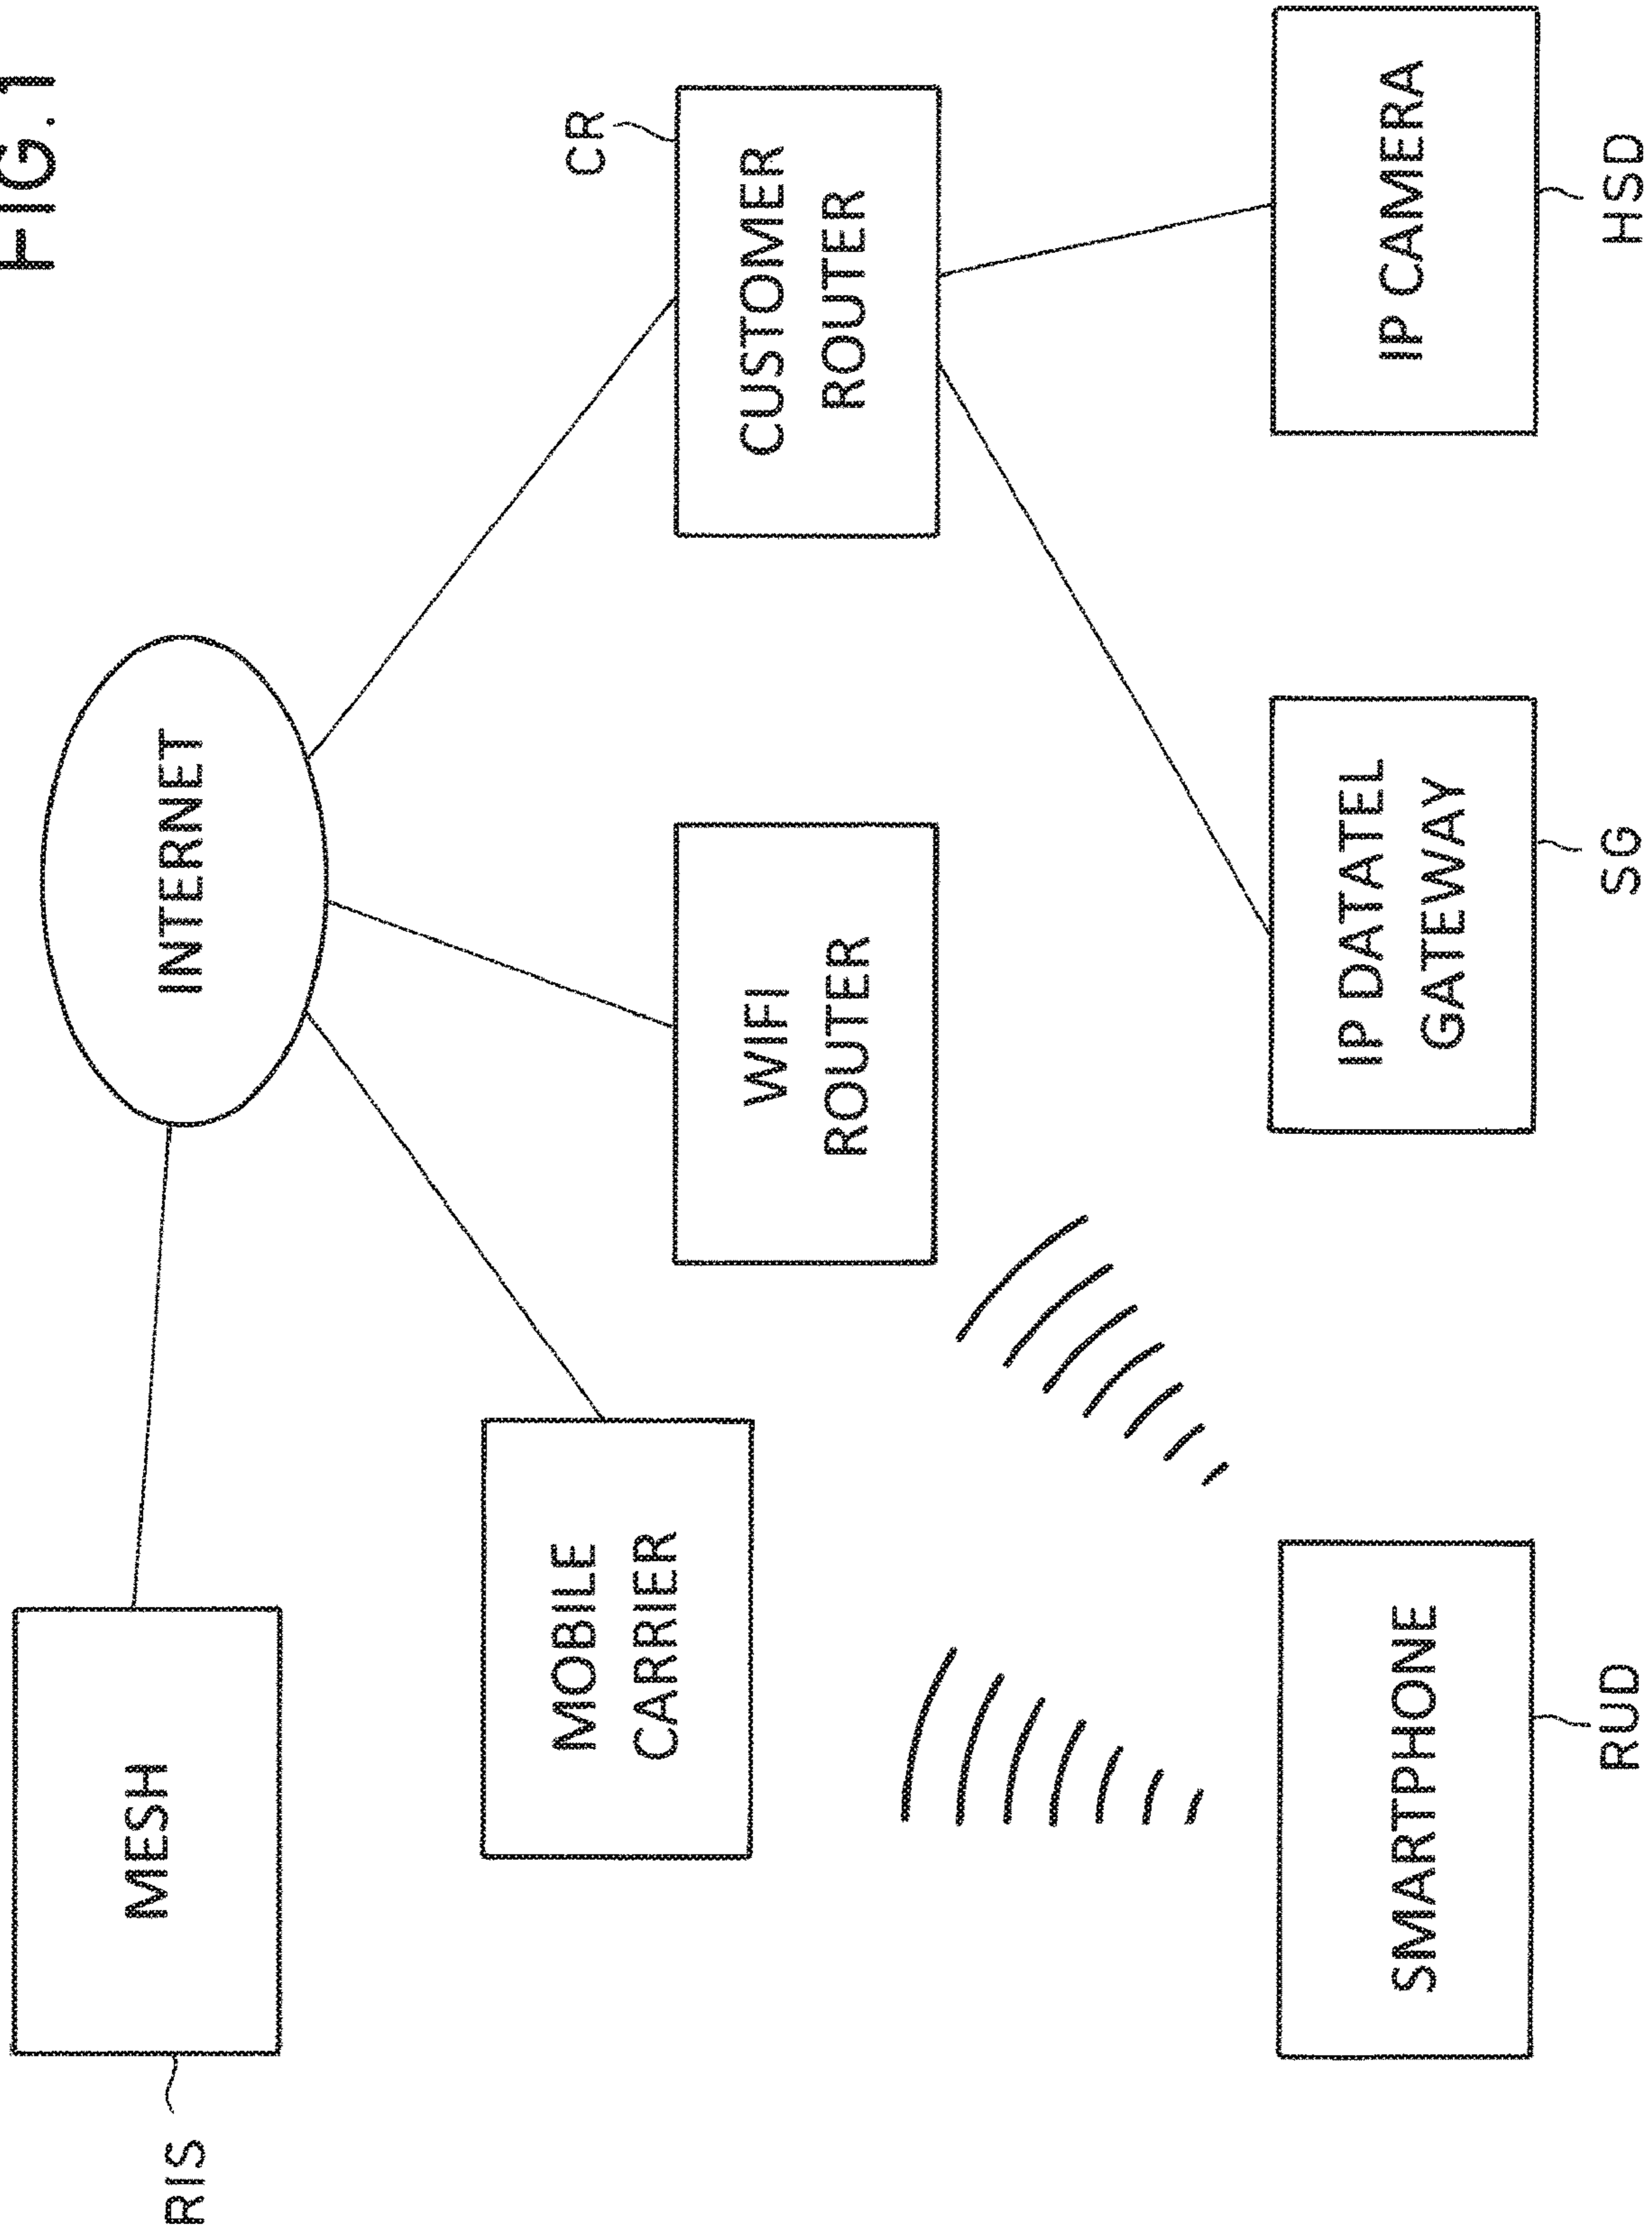 FIG. 1
INTERNET
MESH
RIS
MOBILE
CARRIER
WIFI
ROUTER
CUSTOMER
ROUTER
CR
SMARTPHONE
RUD
IP DATATEL
GATEWAY
SG
IP CAMERA
HSD